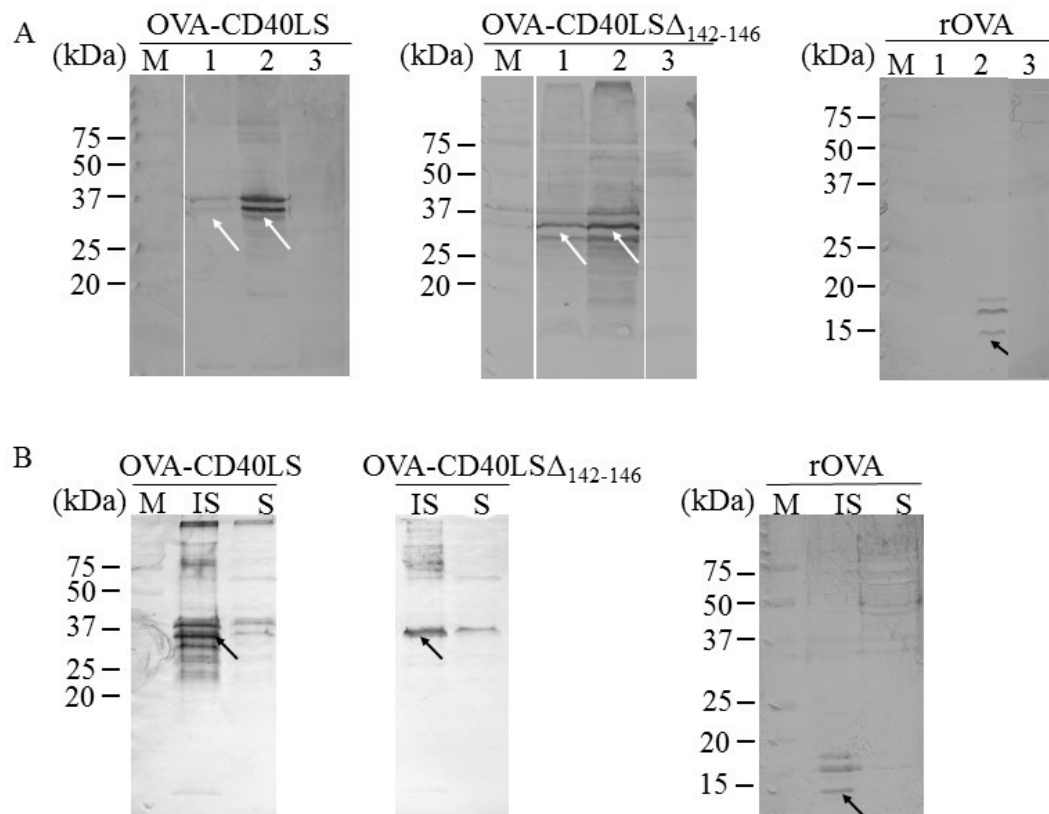 A
OVA-CD40LS OVA-CD40LSΔ142-146 rOVA
(kDa) M 1 2 3 (kDa) M 1 2 3 (kDa) M 1 2 3
75 75 75
50 50 50
37 37 37
25 25 25
20 20 20
15
B
OVA-CD40LS OVA-CD40LSΔ142-146 rOVA
(kDa) M IS S IS S (kDa) M IS S
75 75
50 50
37 37
25 25
20 20
15